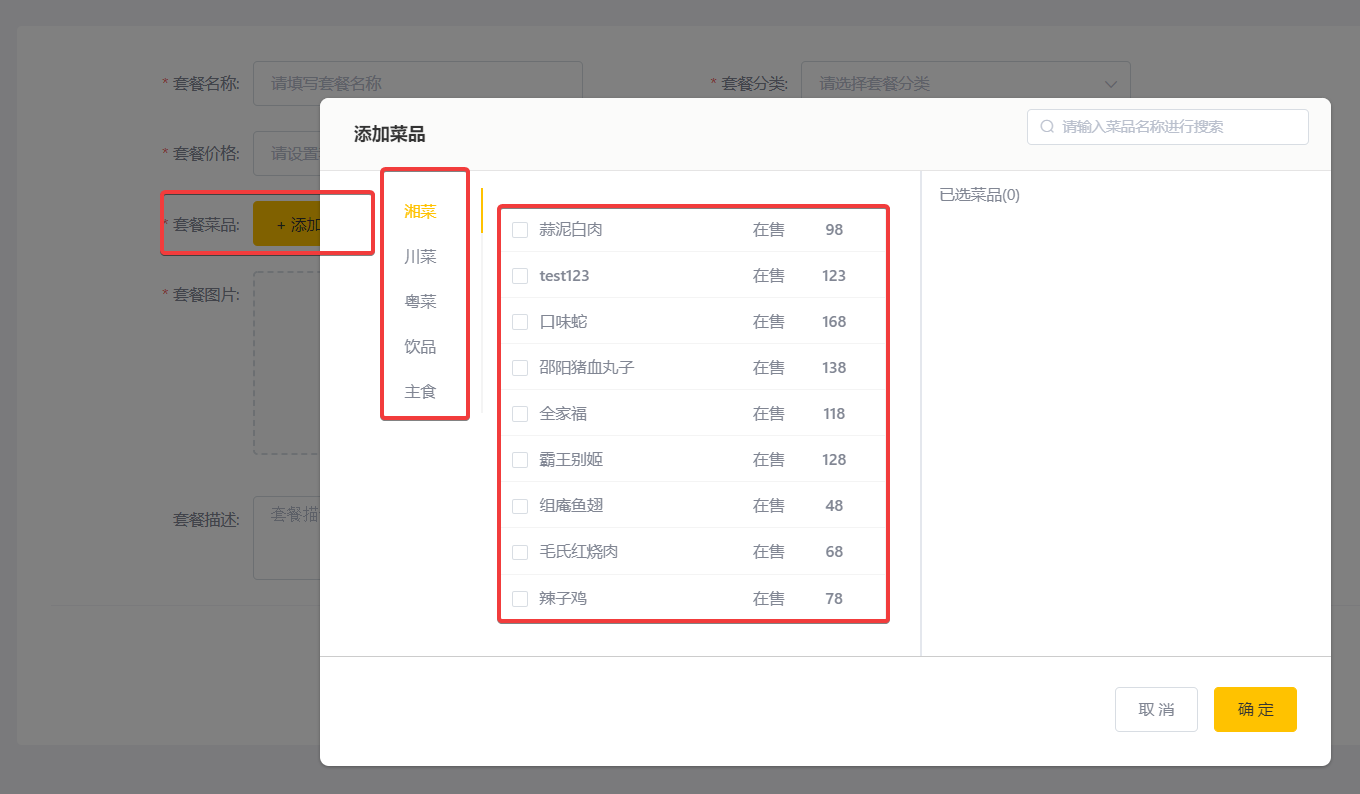 * 套餐名称: 请填写套餐名称 * 套餐分类: 请选择套餐分类
* 套餐价格: 请设置
* 套餐菜品: + 添加
* 套餐图片:
套餐描述: 套餐描
添加菜品 请输入菜品名称进行搜索
湘菜
川菜
粤菜
饮品
主食
蒜泥白肉 在售 98
test123 在售 123
口味蛇 在售 168
邵阳猪血丸子 在售 138
全家福 在售 118
霸王别姬 在售 128
组庵鱼翅 在售 48
毛氏红烧肉 在售 68
辣子鸡 在售 78
已选菜品(0)
取 消 确 定